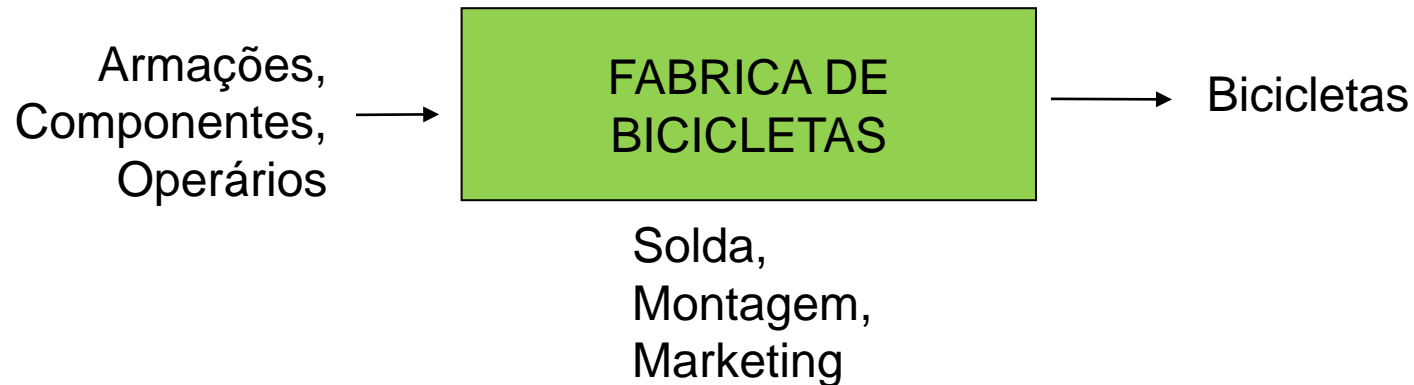 Armações,
Componentes,
Operários
FABRICA DE
BICICLETAS
Bicicletas
Solda,
Montagem,
Marketing